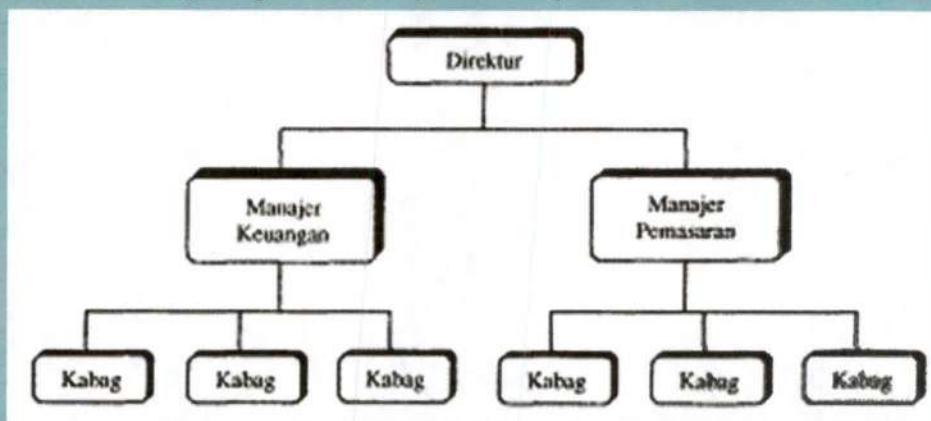 Direktur
Manajer
Keuangan
Manajer
Pemasaran
Kabag
Kabag
Kabag
Kabag
Kabag
Kabag